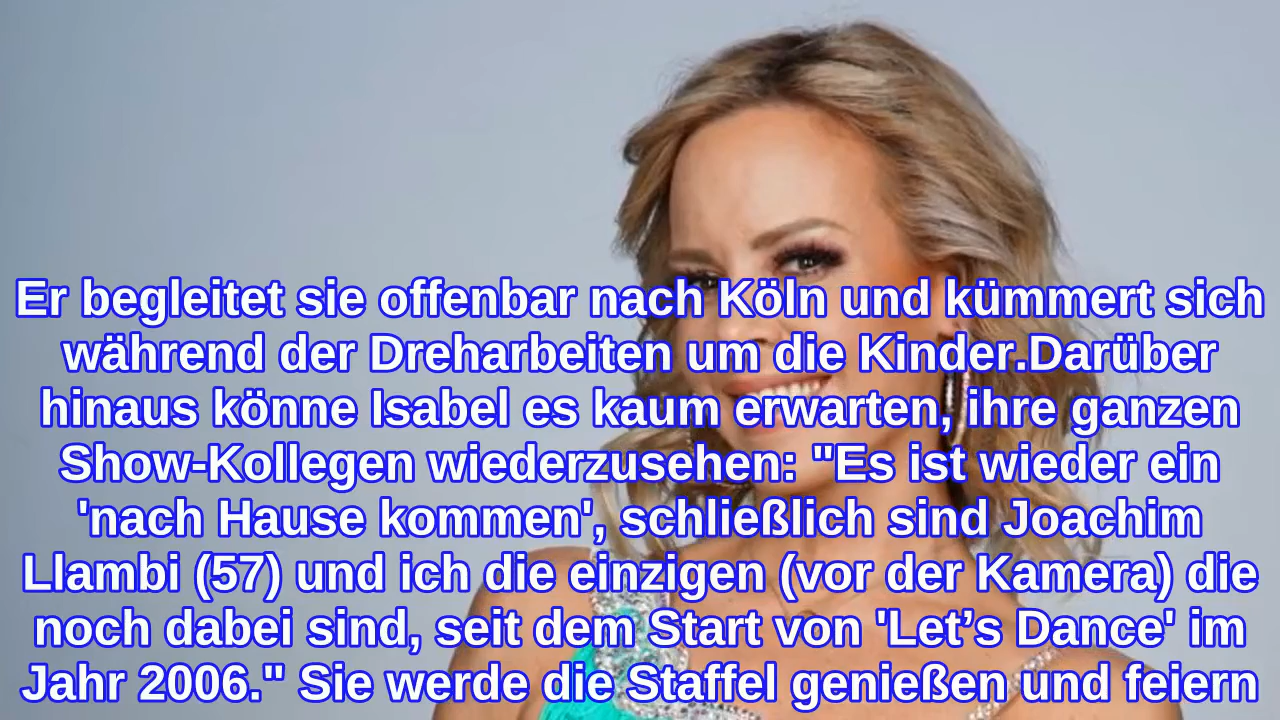 Er begleitet sie offenbar nach Köln und kümmert sich
während der Dreharbeiten um die Kinder.Darüber
hinaus könne Isabel es kaum erwarten, ihre ganzen
Show-Kollegen wiederzusehen: "Es ist wieder ein
'nach Hause kommen', schließlich sind Joachim
Llambi (57) und ich die einzigen (vor der Kamera) die
noch dabei sind, seit dem Start von 'Let’s Dance' im
Jahr 2006." Sie werde die Staffel genießen und feiern